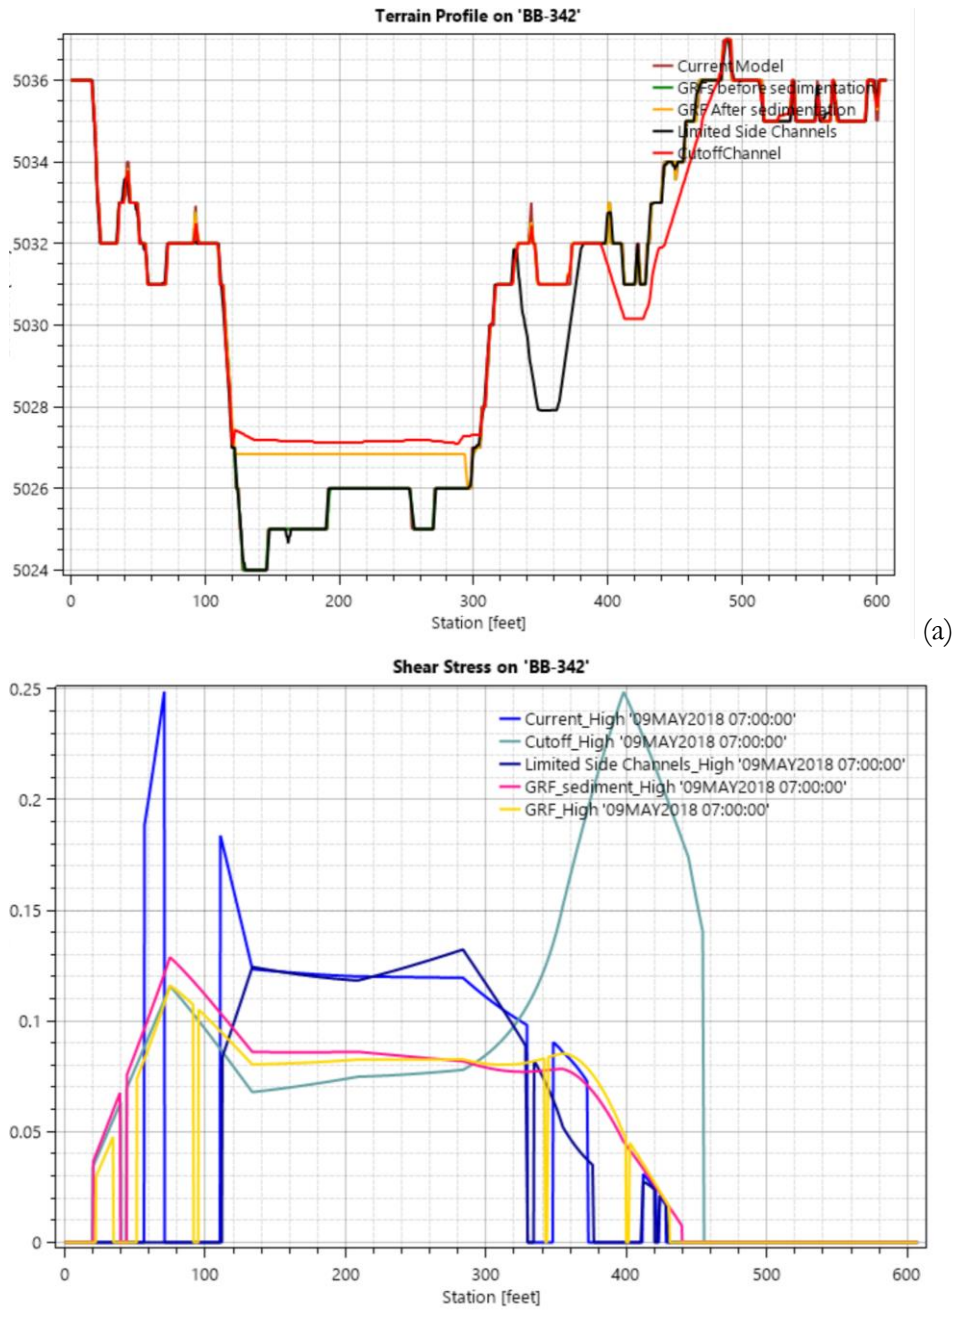 Terrain Profile on 'BB-342'
5036
5034
5032
5030
5028
5026
5024
Current Model
GRFs before sedimentation
GRF After sedimentation
Limited Side Channels
CutoffChannel
0 100 200 300 400 500 600
Station [feet]
(a)
Shear Stress on 'BB-342'
0.25
0.2
0.15
0.1
0.05
0
Current_High '09MAY2018 07:00:00'
Cutoff_High '09MAY2018 07:00:00'
Limited Side Channels_High '09MAY2018 07:00:00'
GRF_sediment_High '09MAY2018 07:00:00'
GRF_High '09MAY2018 07:00:00'
0 100 200 300 400 500 600
Station [feet]